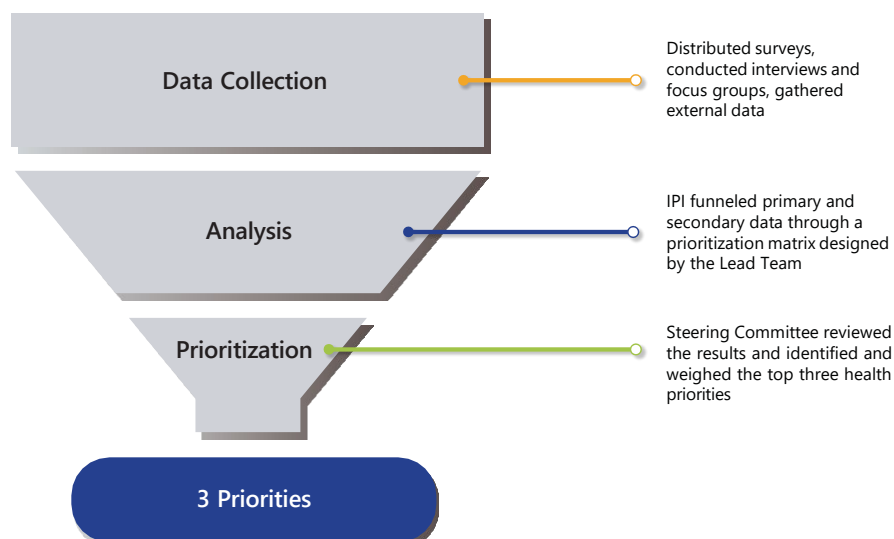 Data Collection
Distributed surveys,
conducted interviews and
focus groups, gathered
external data
Analysis
IPI funneled primary and
secondary data through a
prioritization matrix designed
by the Lead Team
Prioritization
Steering Committee reviewed
the results and identified and
weighed the top three health
priorities
3 Priorities